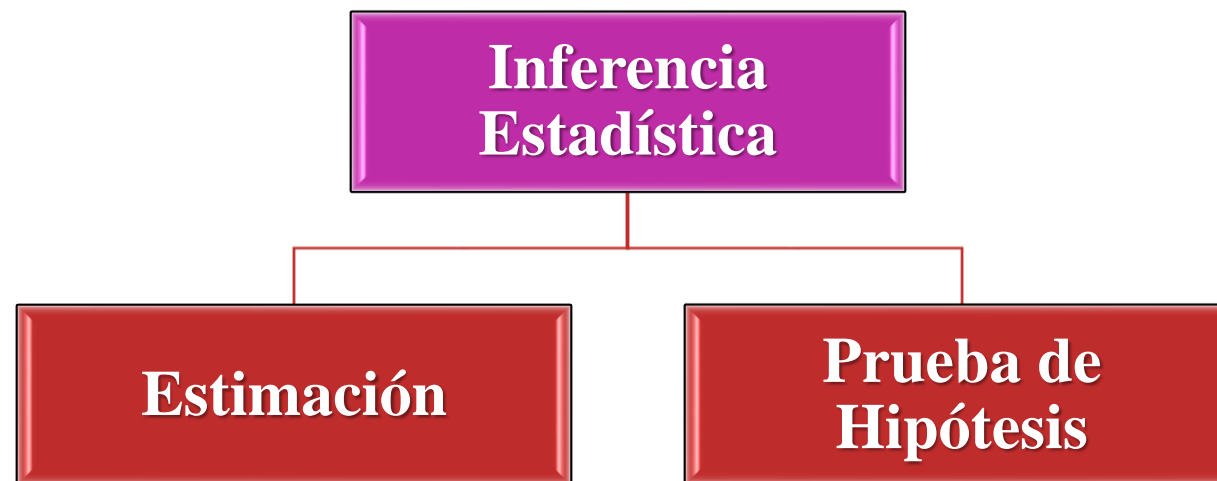 Inferencia
Estadística
Estimación
Prueba de
Hipótesis